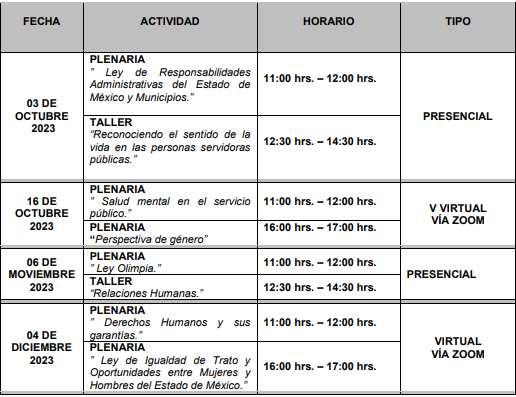 FECHA ACTIVIDAD HORARIO TIPO
03 DE
OCTUBRE
2023
PLENARIA
" Ley de Responsabilidades
Administrativas del Estado de
México y Municipios."
11:00 hrs. – 12:00 hrs.
TALLER
"Reconociendo el sentido de la
vida en las personas servidoras
públicas."
12:30 hrs. – 14:30 hrs.
PRESENCIAL
16 DE
OCTUBRE
2023
PLENARIA
" Salud mental en el servicio
público."
11:00 hrs. – 12:00 hrs.
PLENARIA
"Perspectiva de género"
16:00 hrs. – 17:00 hrs.
V VIRTUAL
VÍA ZOOM
06 DE
MOVIEMBRE
2023
PLENARIA
" Ley Olimpia."
11:00 hrs. – 12:00 hrs.
TALLER
"Relaciones Humanas."
12:30 hrs. – 14:30 hrs.
PRESENCIAL
04 DE
DICIEMBRE
2023
PLENARIA
" Derechos Humanos y sus
garantías."
11:00 hrs. – 12:00 hrs.
PLENARIA
" Ley de Igualdad de Trato y
Oportunidades entre Mujeres y
Hombres del Estado de México."
16:00 hrs. – 17:00 hrs.
VIRTUAL
VÍA ZOOM